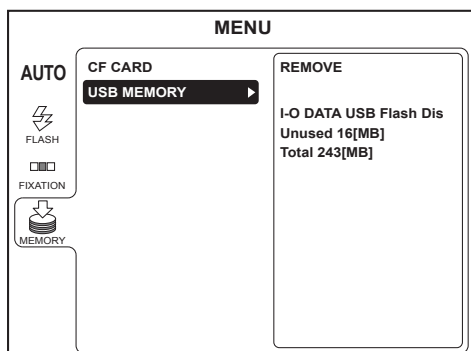 MENU
AUTO
FLASH
FIXATION
MEMORY
CF CARD
USB MEMORY
REMOVE
I-O DATA USB Flash Dis
Unused 16[MB]
Total 243[MB]